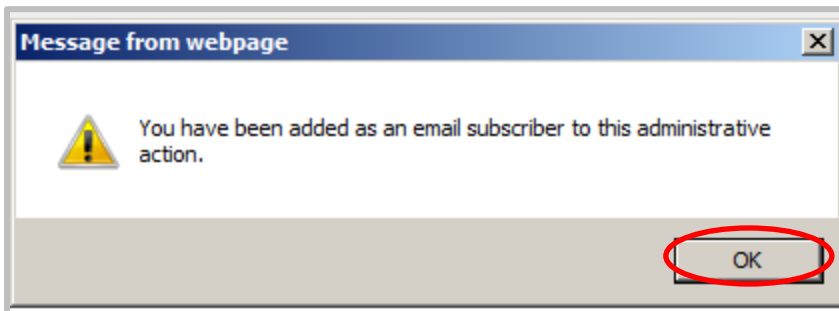 Message from webpage
You have been added as an email subscriber to this administrative
action.
OK